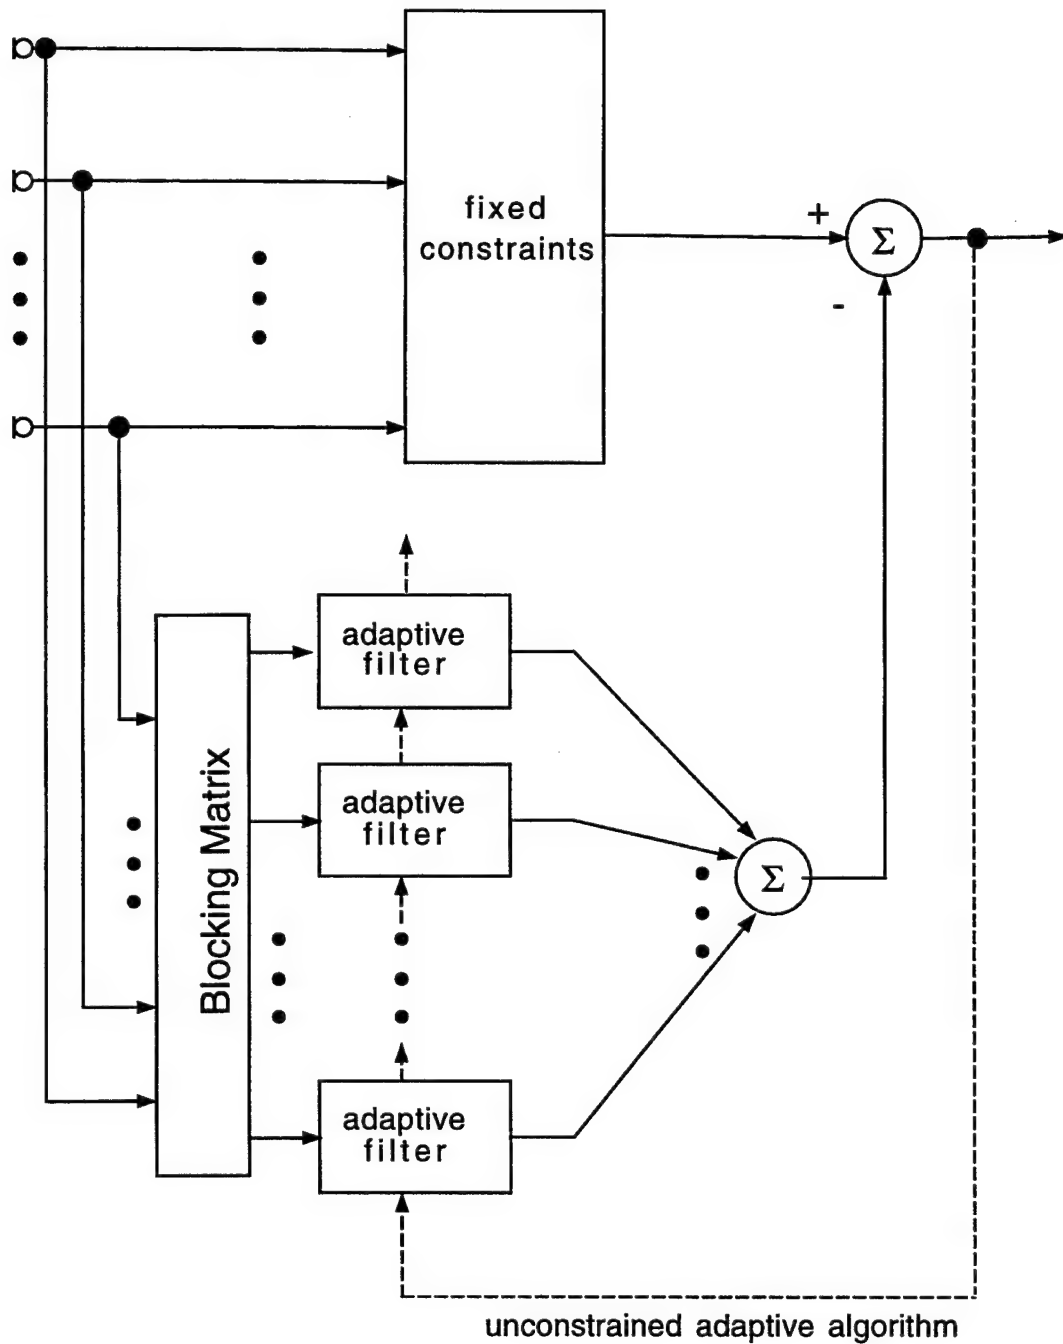 fixed
constraints
+
Σ
-
adaptive
filter
Blocking Matrix
adaptive
filter
Σ
adaptive
filter
unconstrained adaptive algorithm